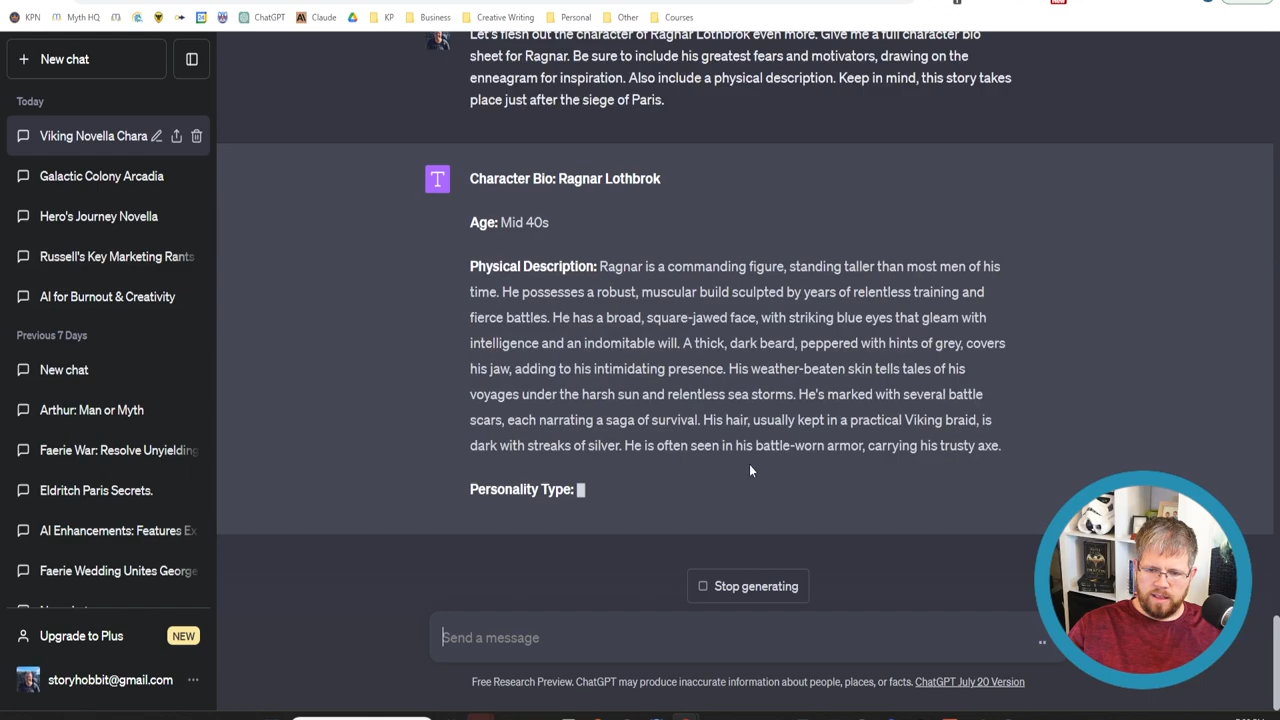 KPN
Myth HQ
ChatGPT
Claude
KP
Business
Creative Writing
Personal
Other
Courses
New chat
Today
Viking Novella Chara
Galactic Colony Arcadia
Hero's Journey Novella
Russell's Key Marketing Rants
AI for Burnout & Creativity
Previous 7 Days
New chat
Arthur: Man or Myth
Faerie War: Resolve Unyielding
Eldritch Paris Secrets.
AI Enhancements: Features Ex
Faerie Wedding Unites George
Upgrade to Plus
NEW
storyhobbit@gmail.com
Let's flesh out the character of Ragnar Lothbrok even more. Give me a full character bio
sheet for Ragnar. Be sure to include his greatest fears and motivators, drawing on the
enneagram for inspiration. Also include a physical description. Keep in mind, this story takes
place just after the siege of Paris.
T
Character Bio: Ragnar Lothbrok
Age: Mid 40s
Physical Description: Ragnar is a commanding figure, standing taller than most men of his
time. He possesses a robust, muscular build sculpted by years of relentless training and
fierce battles. He has a broad, square-jawed face, with striking blue eyes that gleam with
intelligence and an indomitable will. A thick, dark beard, peppered with hints of grey, covers
his jaw, adding to his intimidating presence. His weather-beaten skin tells tales of his
voyages under the harsh sun and relentless sea storms. He's marked with several battle
scars, each narrating a saga of survival. His hair, usually kept in a practical Viking braid, is
dark with streaks of silver. He is often seen in his battle-worn armor, carrying his trusty axe.
Personality Type:
Stop generating
Send a message
Free Research Preview. ChatGPT may produce inaccurate information about people, places, or facts. ChatGPT July 20 Version